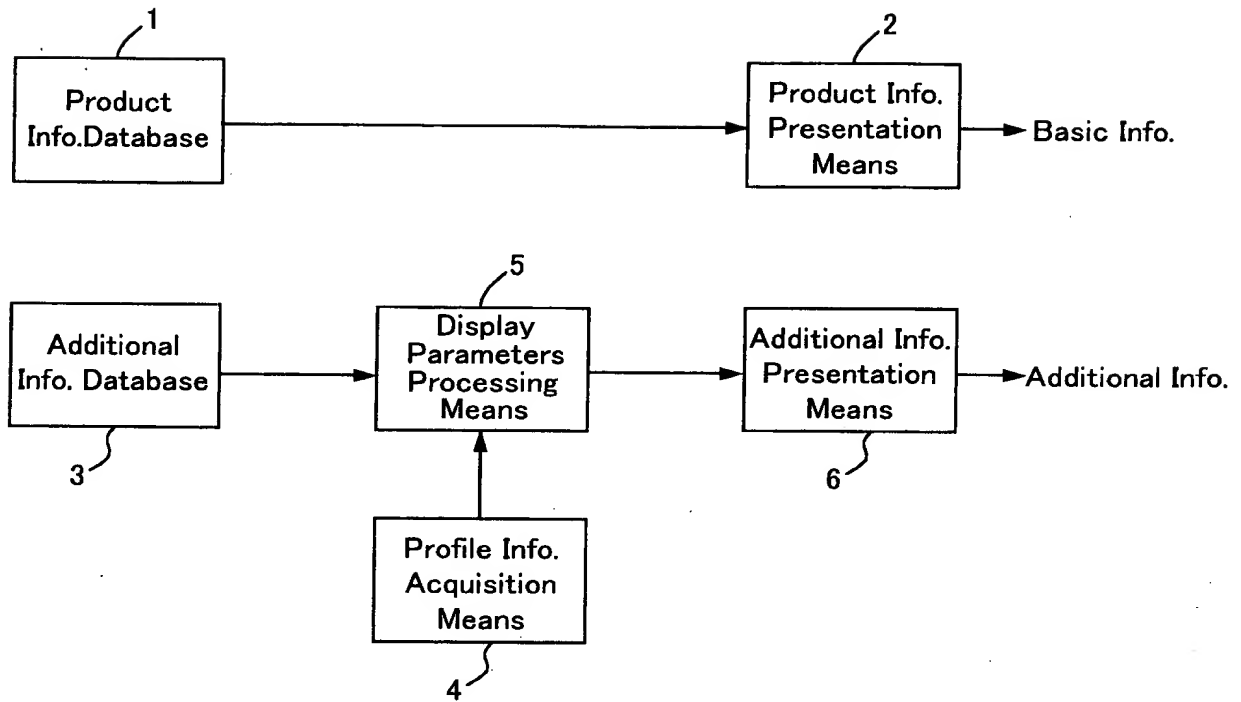 1
Product
Info.Database
2
Product Info.
Presentation
Means
Basic Info.
3
Additional
Info. Database
5
Display
Parameters
Processing
Means
Additional Info.
Presentation
Means
6
Additional Info.
Profile Info.
Acquisition
Means
4